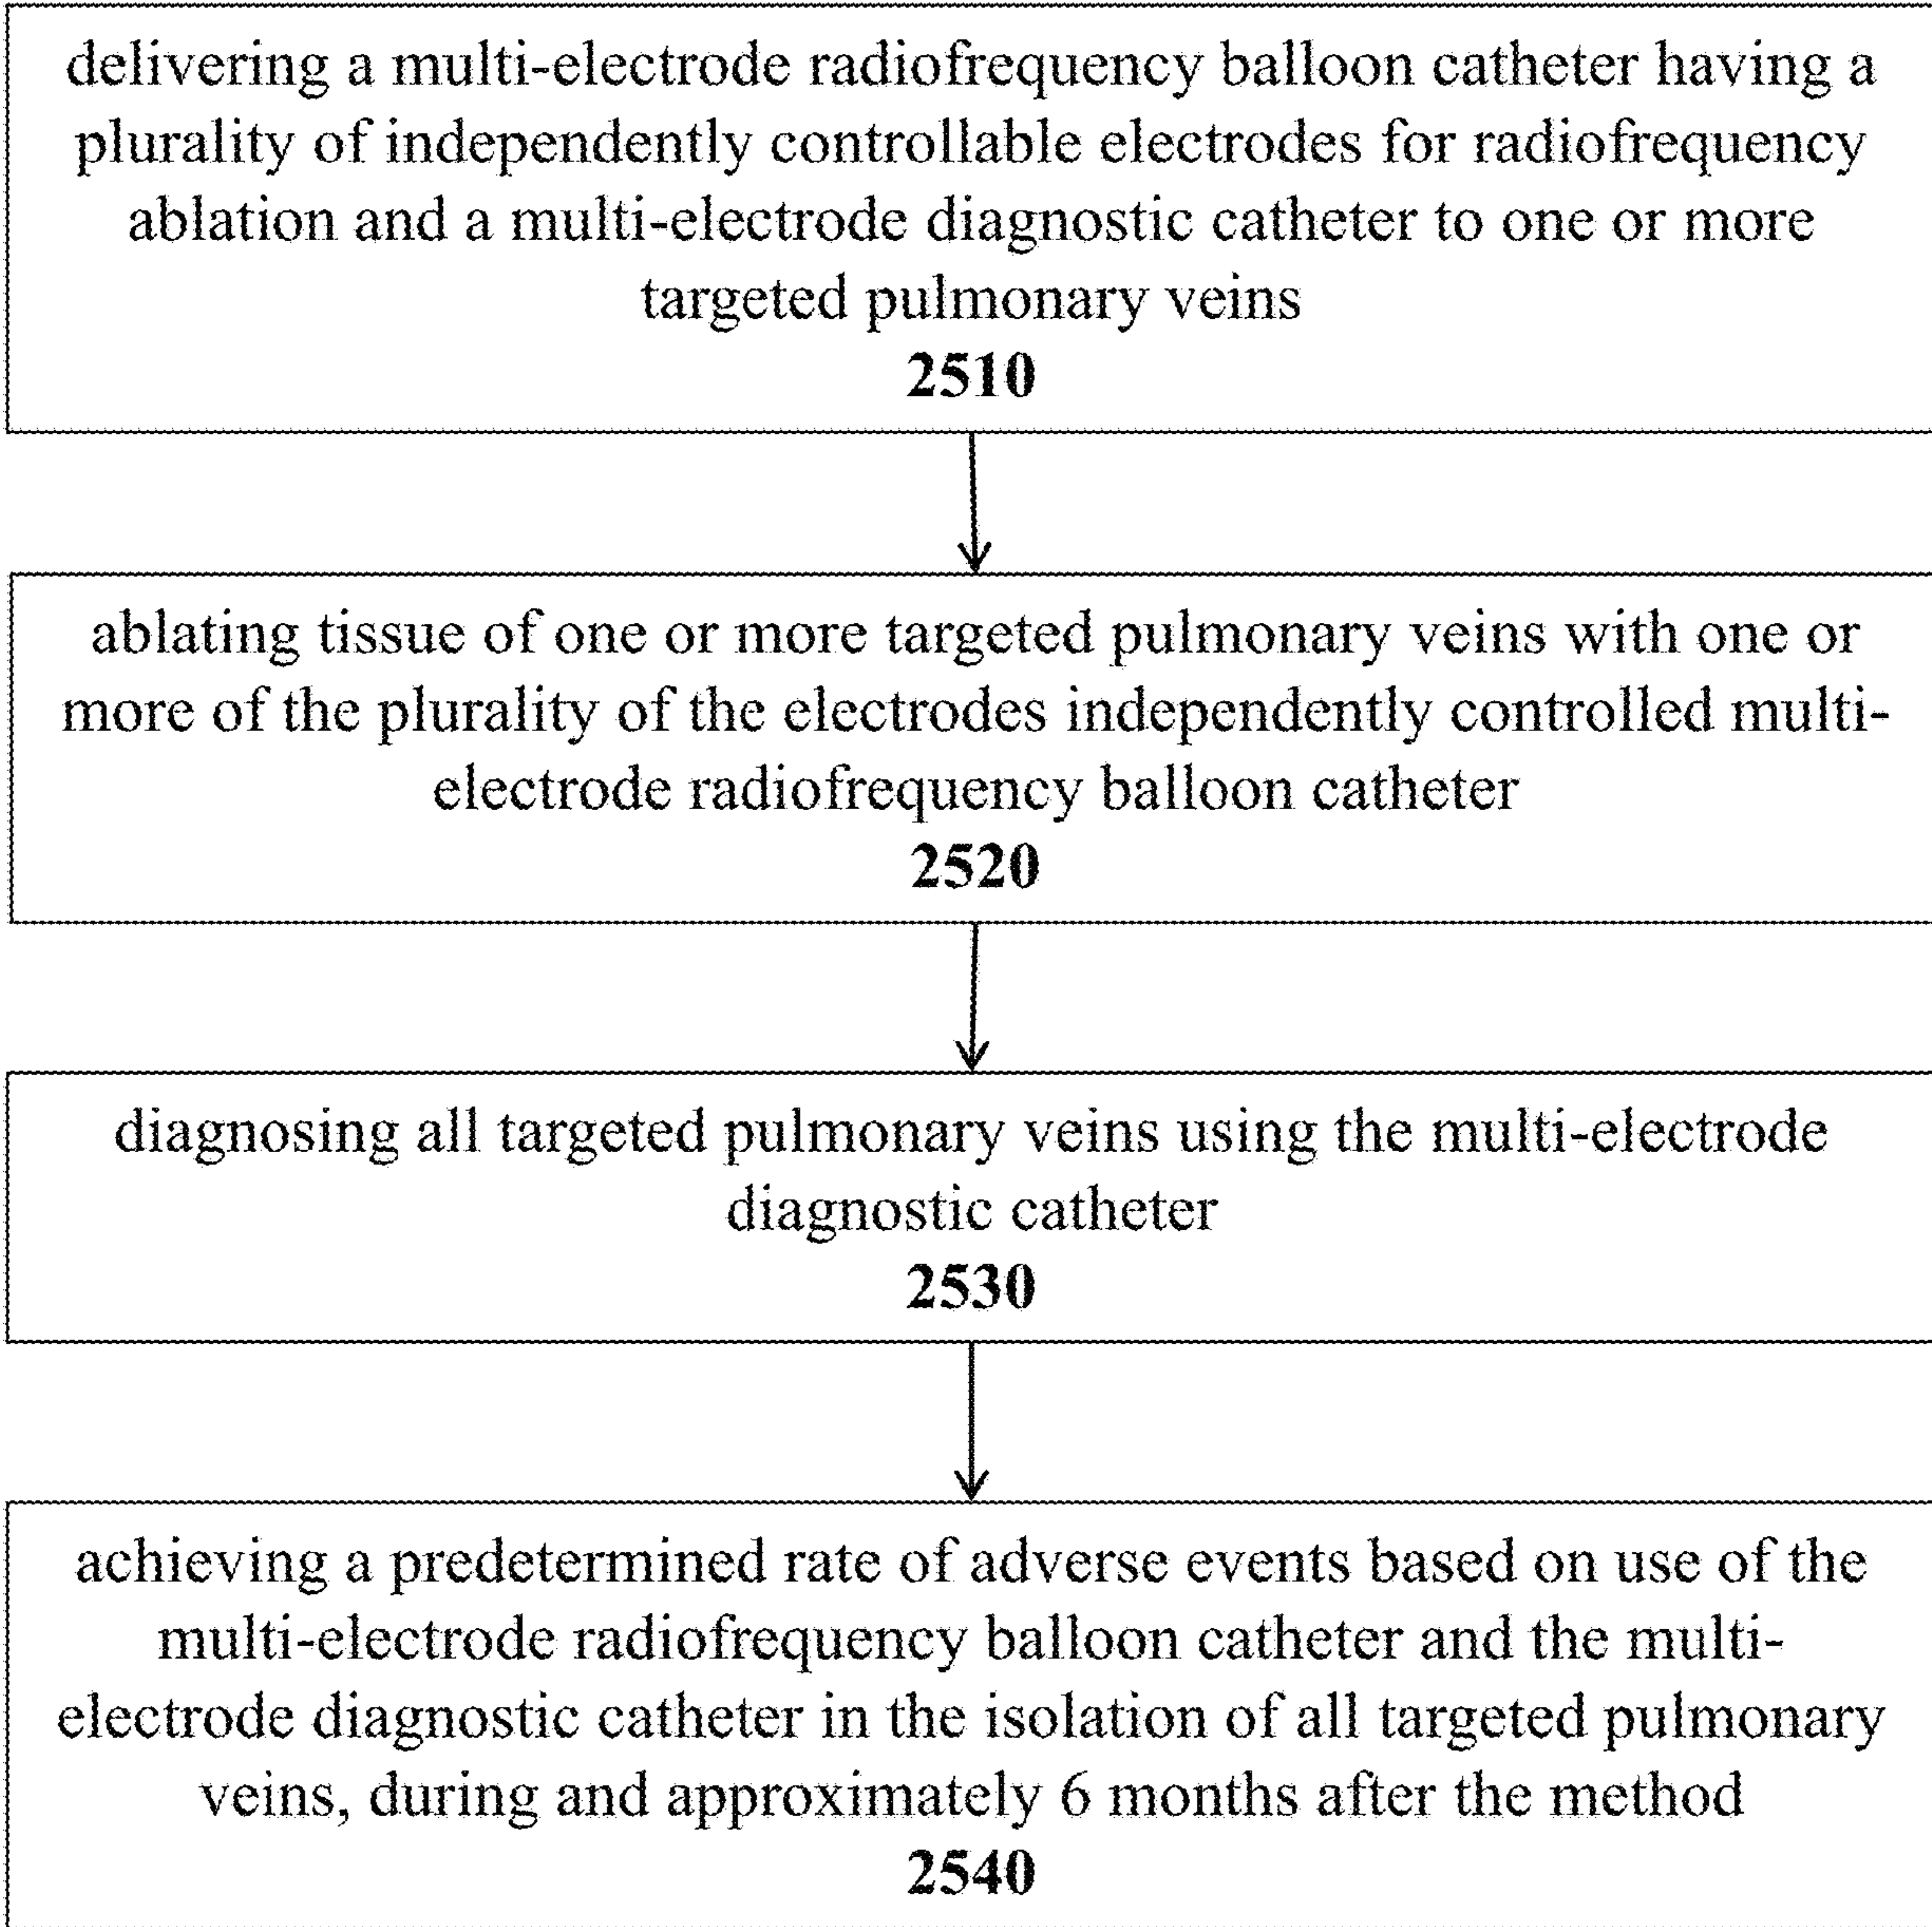 delivering a multi-electrode radiofrequency balloon catheter having a
plurality of independently controllable electrodes for radiofrequency
ablation and a multi-electrode diagnostic catheter to one or more
targeted pulmonary veins
2510
ablating tissue of one or more targeted pulmonary veins with one or
more of the plurality of the electrodes independently controlled multi-
electrode radiofrequency balloon catheter
2520
diagnosing all targeted pulmonary veins using the multi-electrode
diagnostic catheter
2530
achieving a predetermined rate of adverse events based on use of the
multi-electrode radiofrequency balloon catheter and the multi-
electrode diagnostic catheter in the isolation of all targeted pulmonary
veins, during and approximately 6 months after the method
2540